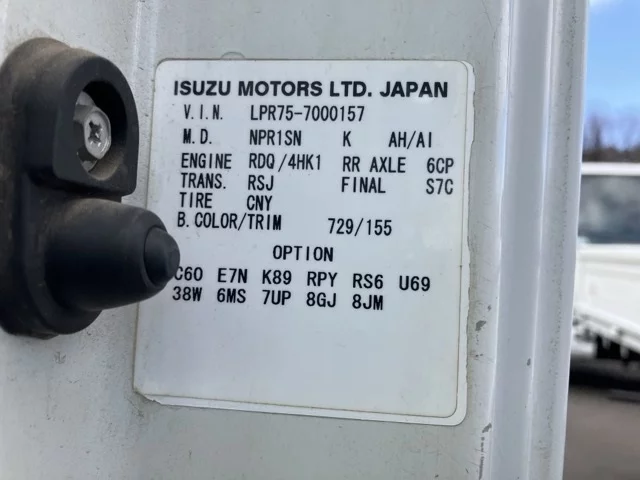 ISUZU MOTORS LTD. JAPAN
V.I.N. LPR75-7000157
M.D. NPR1SN K AH/AI
ENGINE RDQ/4HK1 RR AXLE 6CP
TRANS. RSJ FINAL S7C
TIRE CNY
B.COLOR/TRIM 729/155
OPTION
C60 E7N K89 RPY RS6 U69
38W 6MS 7UP 8GJ 8JM